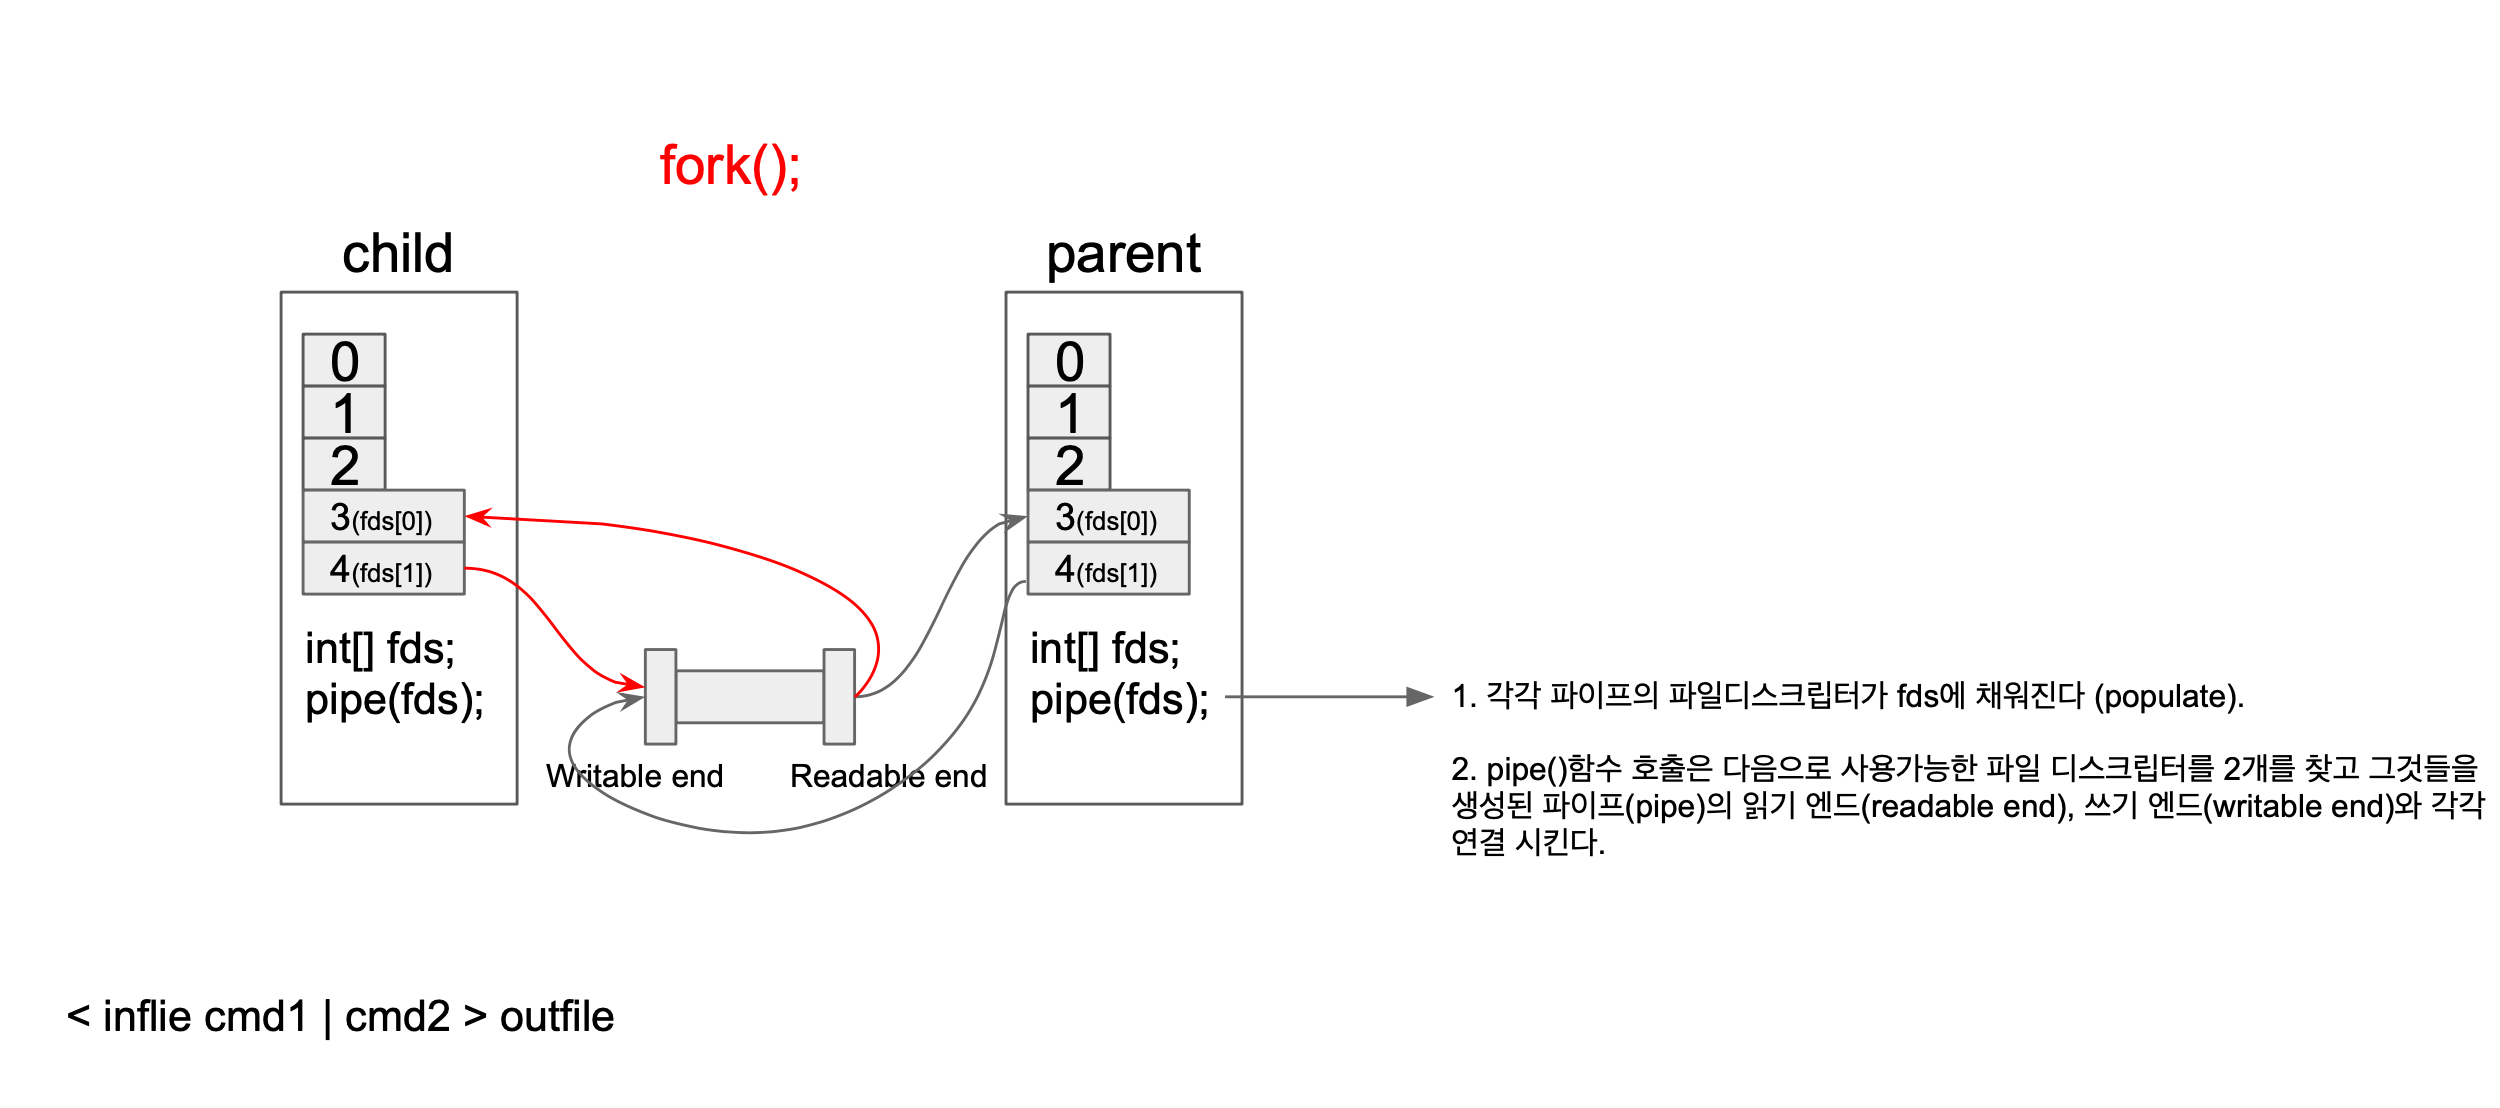 fork();
child
parent
0
1
2
3(fds[0])
4(fds[1])
int[] fds;
pipe(fds);
Writable end
Readable end
0
1
2
3(fds[0])
4(fds[1])
int[] fds;
pipe(fds);
1. 각각 파이프의 파일디스크립터가 fds에 채워진다 (populate).
2. pipe()함수 호출은 다음으로 사용가능한 파일 디스크립터를 2개를 찾고 그것들을
생성된 파이프(pipe)의 읽기 엔드(readable end), 쓰기 엔드(writable end)와 각각
연결 시킨다.
< inflie cmd1 | cmd2 > outfile